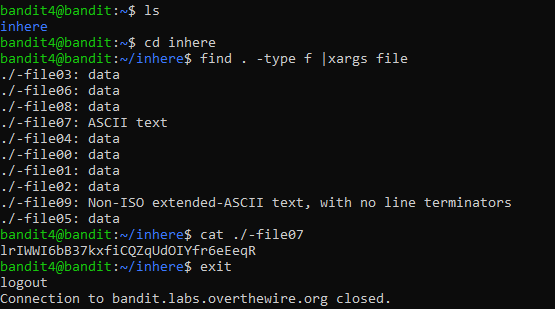 bandit4@bandit:~$ ls
inhere
bandit4@bandit:~$ cd inhere
bandit4@bandit:~/inhere$ find . -type f |xargs file
./-file03: data
./-file06: data
./-file08: data
./-file07: ASCII text
./-file04: data
./-file00: data
./-file01: data
./-file02: data
./-file09: Non-ISO extended-ASCII text, with no line terminators
./-file05: data
bandit4@bandit:~/inhere$ cat ./-file07
lrIWWI6bB37kxfiCQZqUdOIYfr6eEeqR
bandit4@bandit:~/inhere$ exit
logout
Connection to bandit.labs.overthewire.org closed.